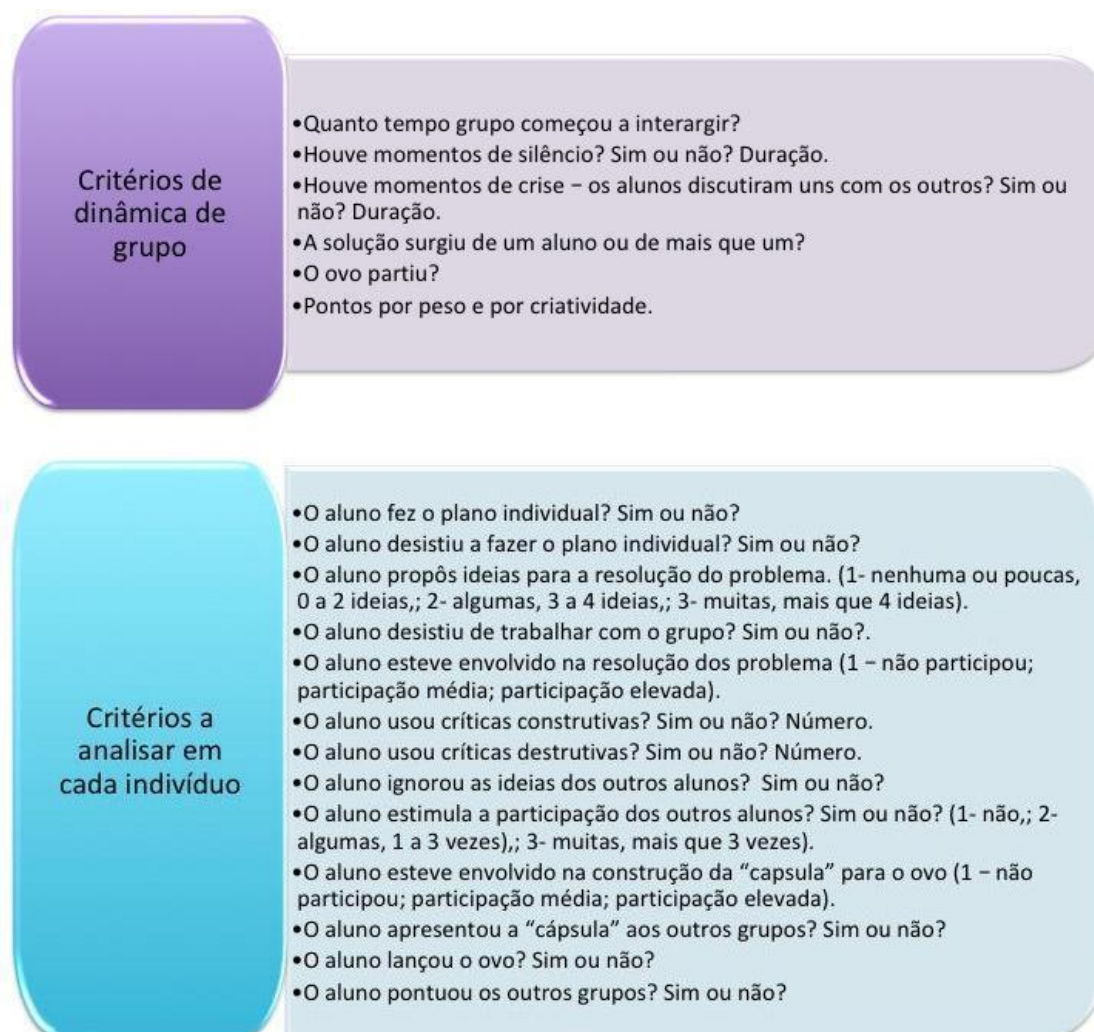 Critérios de
dinâmica de
grupo
•Quanto tempo grupo começou a interargir?
•Houve momentos de silêncio? Sim ou não? Duração.
•Houve momentos de crise – os alunos discutiram uns com os outros? Sim ou
não? Duração.
•A solução surgiu de um aluno ou de mais que um?
•O ovo partiu?
•Pontos por peso e por criatividade.
Critérios a
analisar em
cada indivíduo
•O aluno fez o plano individual? Sim ou não?
•O aluno desistiu a fazer o plano individual? Sim ou não?
•O aluno propôs ideias para a resolução do problema. (1- nenhuma ou poucas,
0 a 2 ideias,; 2- algumas, 3 a 4 ideias,; 3- muitas, mais que 4 ideias).
•O aluno desistiu de trabalhar com o grupo? Sim ou não?.
•O aluno esteve envolvido na resolução dos problema (1 – não participou;
participação média; participação elevada).
•O aluno usou críticas construtivas? Sim ou não? Número.
•O aluno usou críticas destrutivas? Sim ou não? Número.
•O aluno ignorou as ideias dos outros alunos?  Sim ou não?
•O aluno estimula a participação dos outros alunos? Sim ou não? (1- não,; 2-
algumas, 1 a 3 vezes),; 3- muitas, mais que 3 vezes).
•O aluno esteve envolvido na construção da “capsula” para o ovo (1 – não
participou; participação média; participação elevada).
•O aluno apresentou a “cápsula” aos outros grupos? Sim ou não?
•O aluno lançou o ovo? Sim ou não?
•O aluno pontuou os outros grupos? Sim ou não?